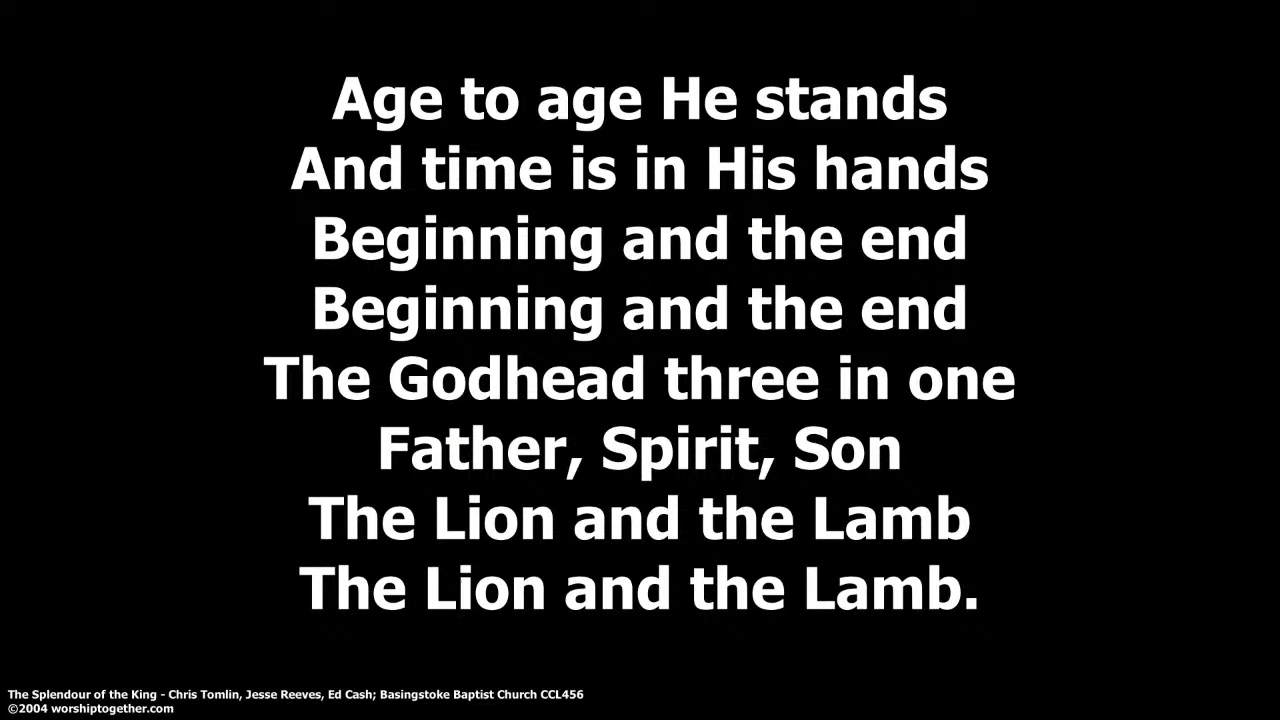 Age to age He stands
And time is in His hands
Beginning and the end
Beginning and the end
The Godhead three in one
Father, Spirit, Son
The Lion and the Lamb
The Lion and the Lamb.
The Splendour of the King - Chris Tomlin, Jesse Reeves, Ed Cash; Basingstoke Baptist Church CCL456
©2004 worshiptogether.com